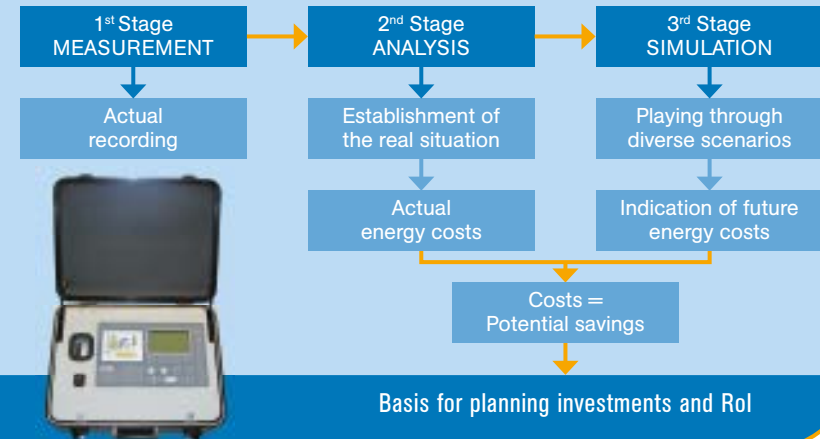 1st Stage
MEASUREMENT
2nd Stage
ANALYSIS
3rd Stage
SIMULATION
Actual
recording
Establishment of
the real situation
Playing through
diverse scenarios
Actual
energy costs
Indication of future
energy costs
Costs =
Potential savings
Basis for planning investments and RoI